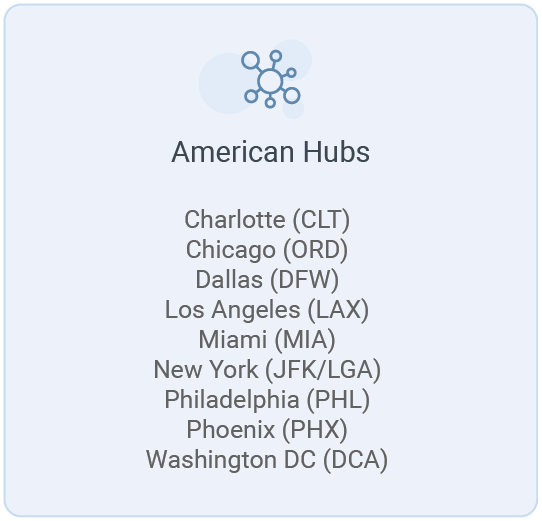 American Hubs
Charlotte (CLT)
Chicago (ORD)
Dallas (DFW)
Los Angeles (LAX)
Miami (MIA)
New York (JFK/LGA)
Philadelphia (PHL)
Phoenix (PHX)
Washington DC (DCA)